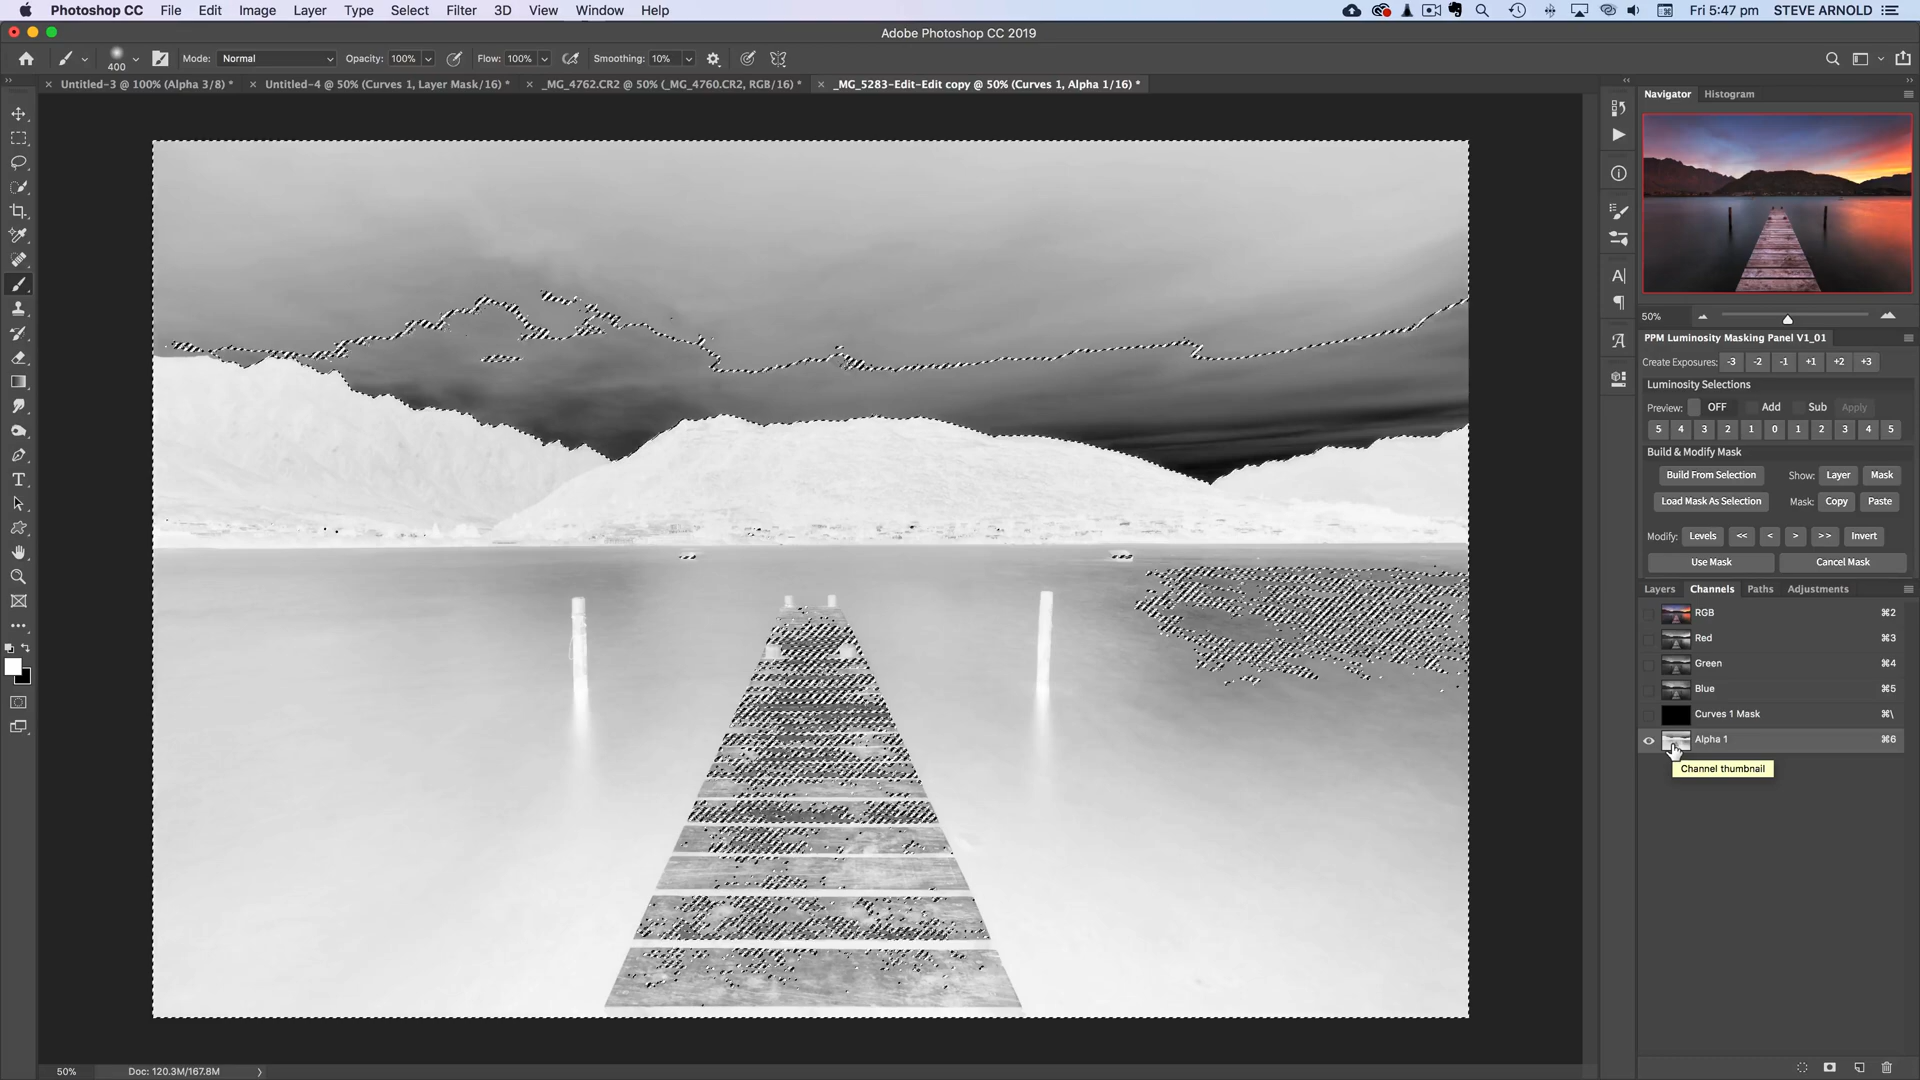 Photoshop CC File Edit Image Layer Type Select Filter 3D View Window Help Fri 5:47 pm STEVE ARNOLD
Adobe Photoshop CC 2019
400 Mode: Normal Opacity: 100% Flow: 100% Smoothing: 10%
Untitled-3 @ 100% (Alpha 3/8) * Untitled-4 @ 50% (Curves 1, Layer Mask/16) * _MG_4762.CR2 @ 50% (_MG_4760.CR2, RGB/16) * _MG_5283-Edit-Edit copy @ 50% (Curves 1, Alpha 1/16) *
Navigator Histogram
50%
PPM Luminosity Masking Panel V1_01
Create Exposures: -3 -2 -1 +1 +2 +3
Luminosity Selections
Preview: OFF Add Sub Apply
5 4 3 2 1 0 1 2 3 4 5
Build & Modify Mask
Build From Selection Show: Layer Mask
Load Mask As Selection Mask: Copy Paste
Modify: Levels << < > >> Invert
Use Mask Cancel Mask
Layers Channels Paths Adjustments
RGB ⌘2
Red ⌘3
Green ⌘4
Blue ⌘5
Curves 1 Mask ⌘\
Alpha 1 ⌘6
Channel thumbnail
50% Doc: 120.3M/167.8M